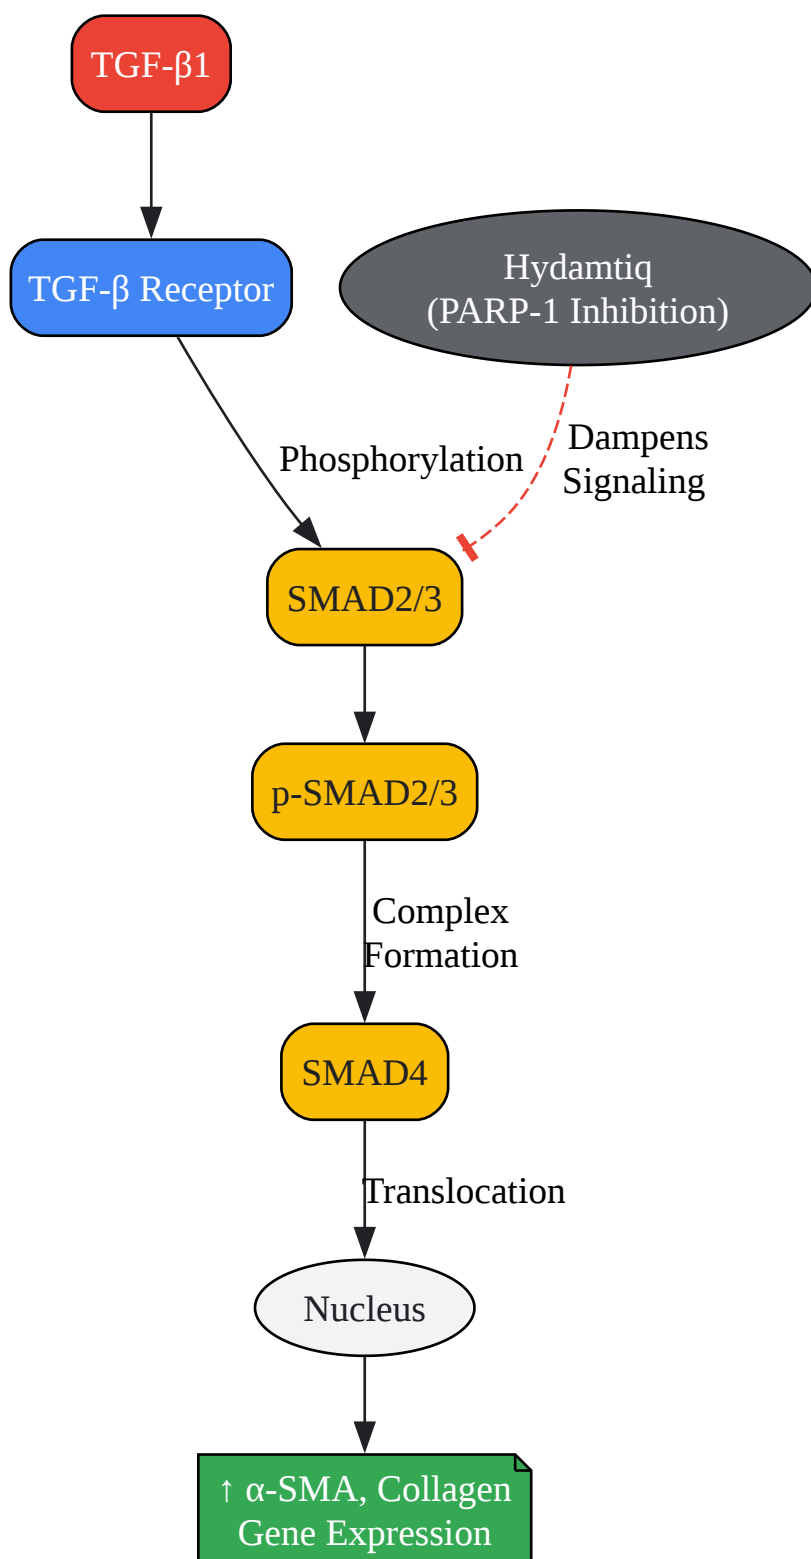 TGF-β1
TGF-β Receptor
Hydamtiq
(PARP-1 Inhibition)
Phosphorylation
Dampens
Signaling
SMAD2/3
p-SMAD2/3
Complex
Formation
SMAD4
Translocation
Nucleus
↑ α-SMA, Collagen
Gene Expression